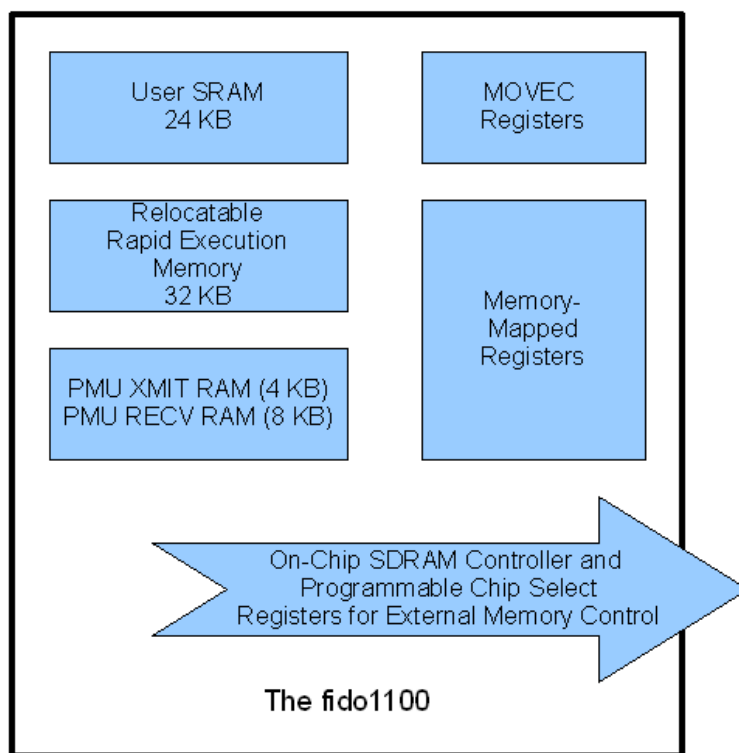 User SRAM
24 KB
MOVEC
Registers
Relocatable
Rapid Execution
Memory
32 KB
Memory-
Mapped
Registers
PMU XMIT RAM (4 KB)
PMU RECV RAM (8 KB)
On-Chip SDRAM Controller and
Programmable Chip Select
Registers for External Memory Control
The fido1100